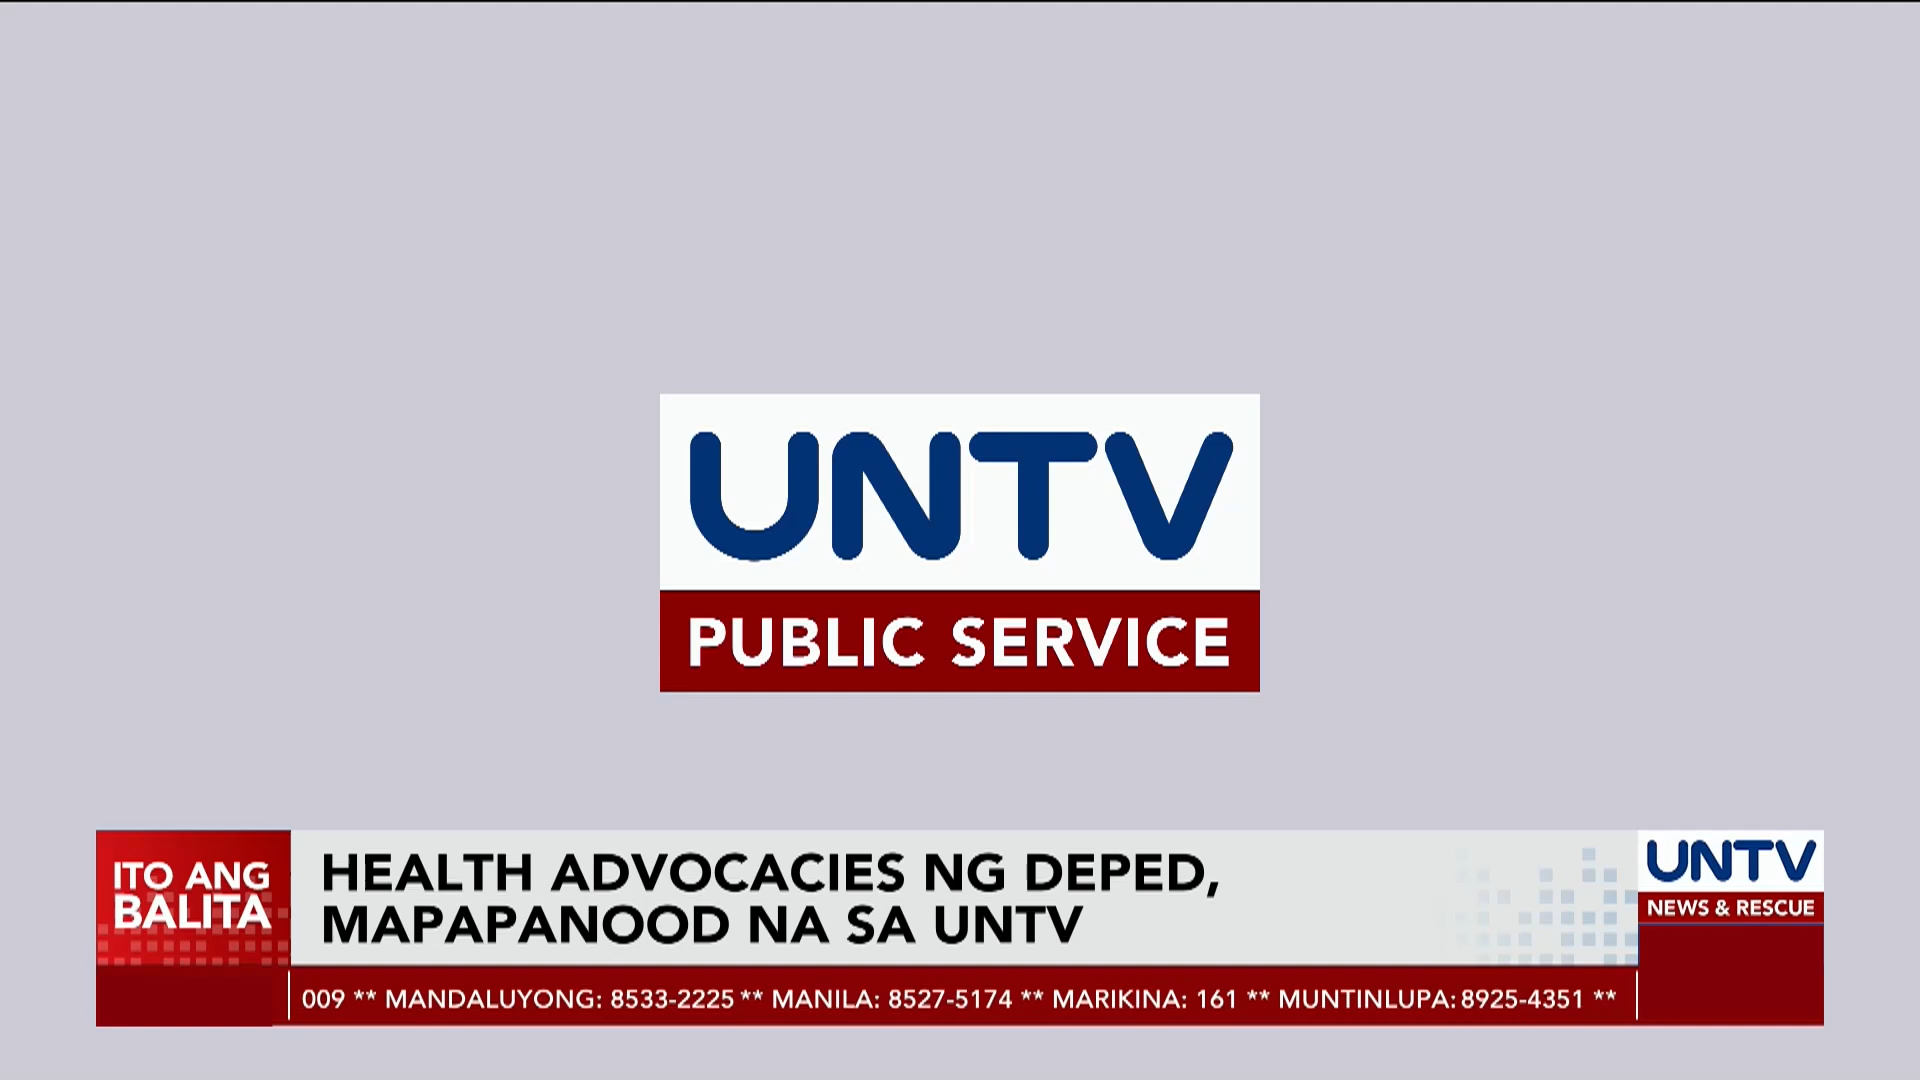 UNTV
PUBLIC SERVICE
ITO ANG
BALITA
HEALTH ADVOCACIES NG DEPED,
MAPAPANOOD NA SA UNTV
UNTV
NEWS & RESCUE
009 ** MANDALUYONG: 8533-2225 ** MANILA: 8527-5174 ** MARIKINA: 161 ** MUNTINLUPA: 8925-4351 **